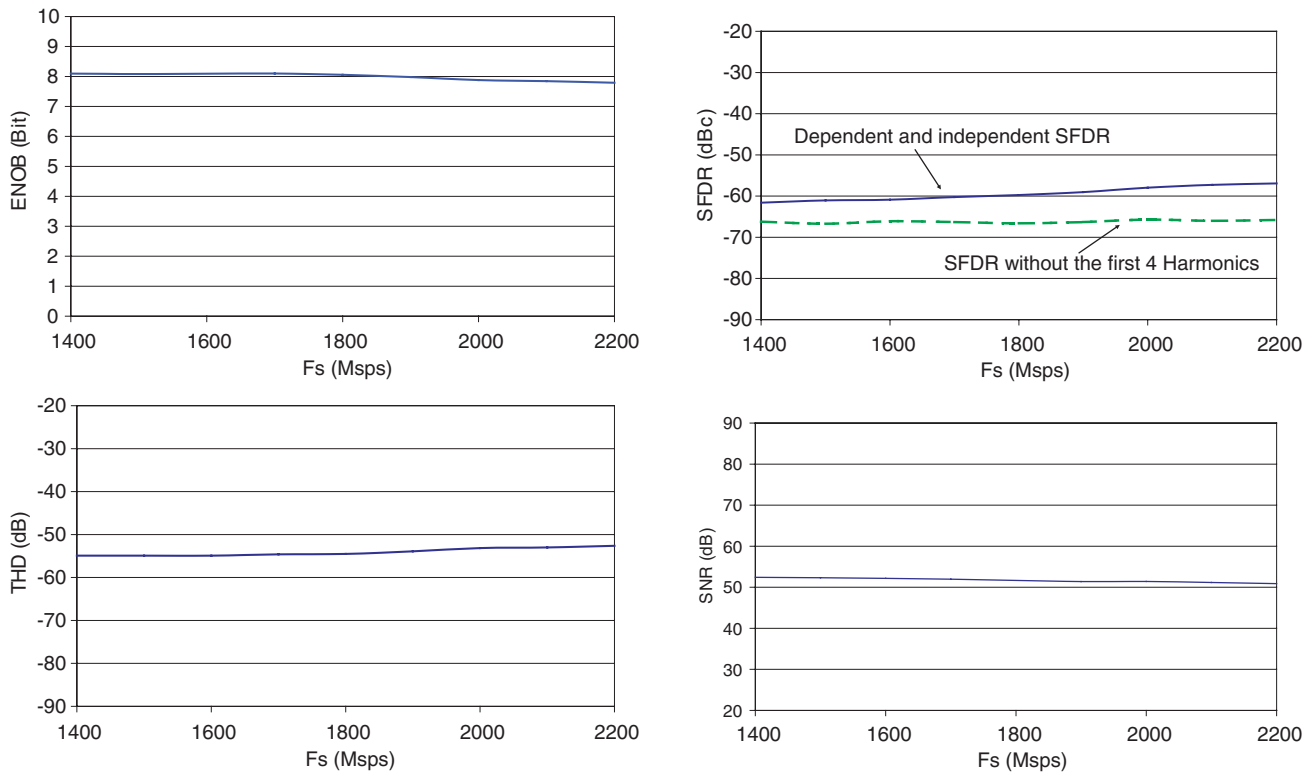 ENOB (Bit)
10
9
8
7
6
5
4
3
2
1
0
1400 1600 1800 2000 2200
Fs (Msps)
SFDR (dBc)
-20
-30
-40
-50
-60
-70
-80
-90
Dependent and independent SFDR
SFDR without the first 4 Harmonics
1400 1600 1800 2000 2200
Fs (Msps)
THD (dB)
-20
-30
-40
-50
-60
-70
-80
-90
1400 1600 1800 2000 2200
Fs (Msps)
SNR (dB)
90
80
70
60
50
40
30
20
1400 1600 1800 2000 2200
Fs (Msps)